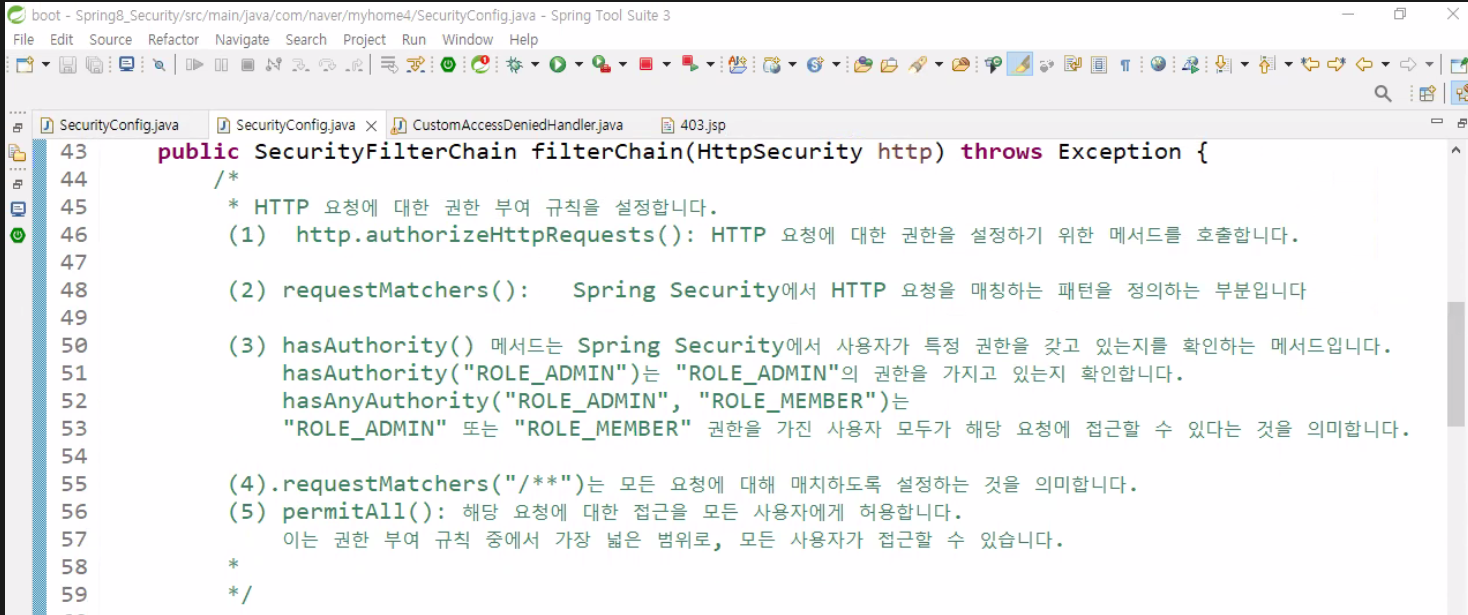 boot - Spring8_Security/src/main/java/com/naver/myhome4/SecurityConfig.java - Spring Tool Suite 3
File Edit Source Refactor Navigate Search Project Run Window Help
SecurityConfig.java SecurityConfig.java CustomAccessDeniedHandler.java 403.jsp
43 public SecurityFilterChain filterChain(HttpSecurity http) throws Exception {
44 /*
45 * HTTP 요청에 대한 권한 부여 규칙을 설정합니다.
46 (1) http.authorizeHttpRequests(): HTTP 요청에 대한 권한을 설정하기 위한 메서드를 호출합니다.
47
48 (2) requestMatchers(): Spring Security에서 HTTP 요청을 매칭하는 패턴을 정의하는 부분입니다
49
50 (3) hasAuthority() 메서드는 Spring Security에서 사용자가 특정 권한을 갖고 있는지를 확인하는 메서드입니다.
51 hasAuthority("ROLE_ADMIN")는 "ROLE_ADMIN"의 권한을 가지고 있는지 확인합니다.
52 hasAnyAuthority("ROLE_ADMIN", "ROLE_MEMBER")는
53 "ROLE_ADMIN" 또는 "ROLE_MEMBER" 권한을 가진 사용자 모두가 해당 요청에 접근할 수 있다는 것을 의미합니다.
54
55 (4).requestMatchers("/**")는 모든 요청에 대해 매치하도록 설정하는 것을 의미합니다.
56 (5) permitAll(): 해당 요청에 대한 접근을 모든 사용자에게 허용합니다.
57 이는 권한 부여 규칙 중에서 가장 넓은 범위로, 모든 사용자가 접근할 수 있습니다.
58 *
59 */